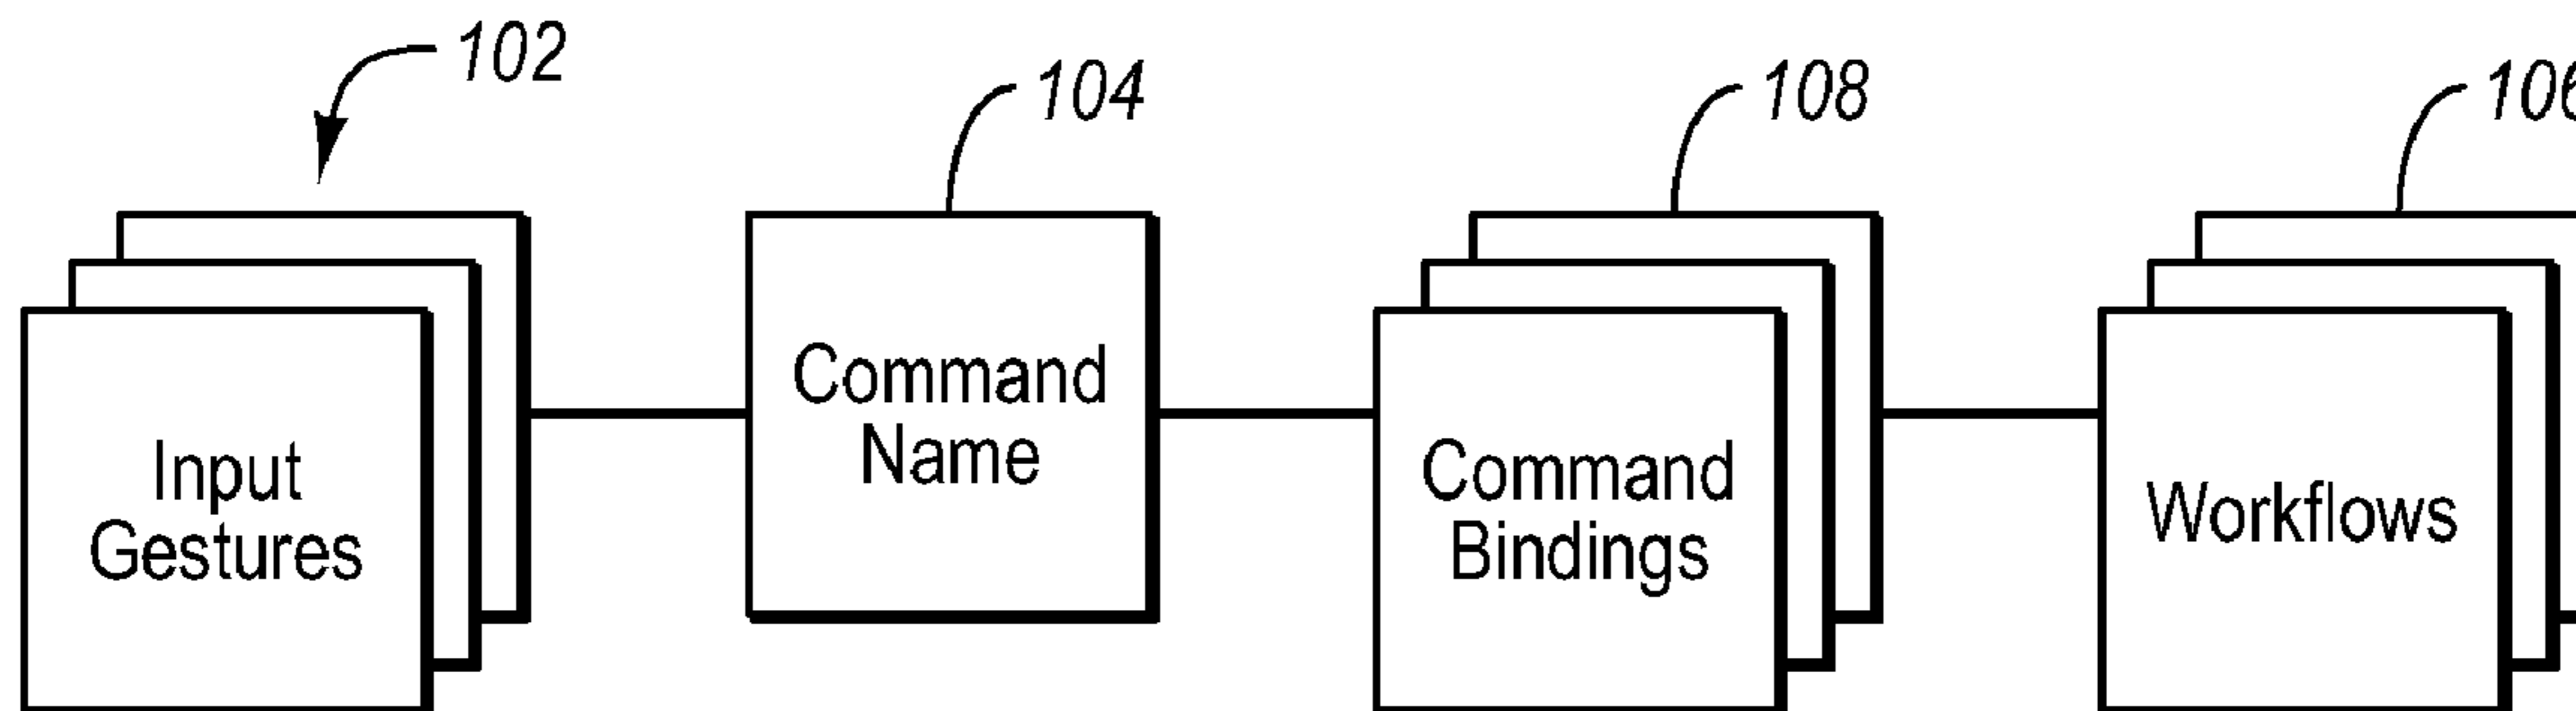 102
104
108
106
Command
Name
Input
Gestures
Command
Bindings
Workflows